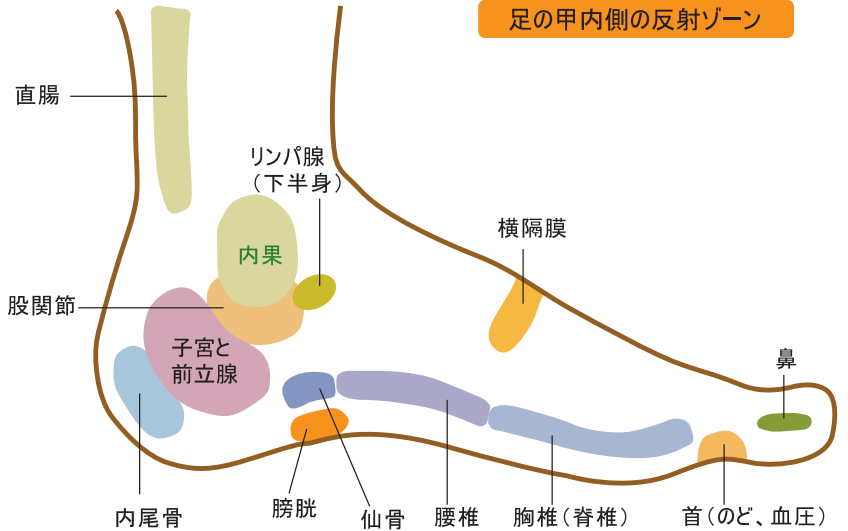 足の甲内側の反射ゾーン
直腸
リンパ腺
（下半身）
横隔膜
内果
股関節
子宮と
前立腺
鼻
内尾骨
膀胱
仙骨
腰椎
胸椎（脊椎）
首（のど、血圧）